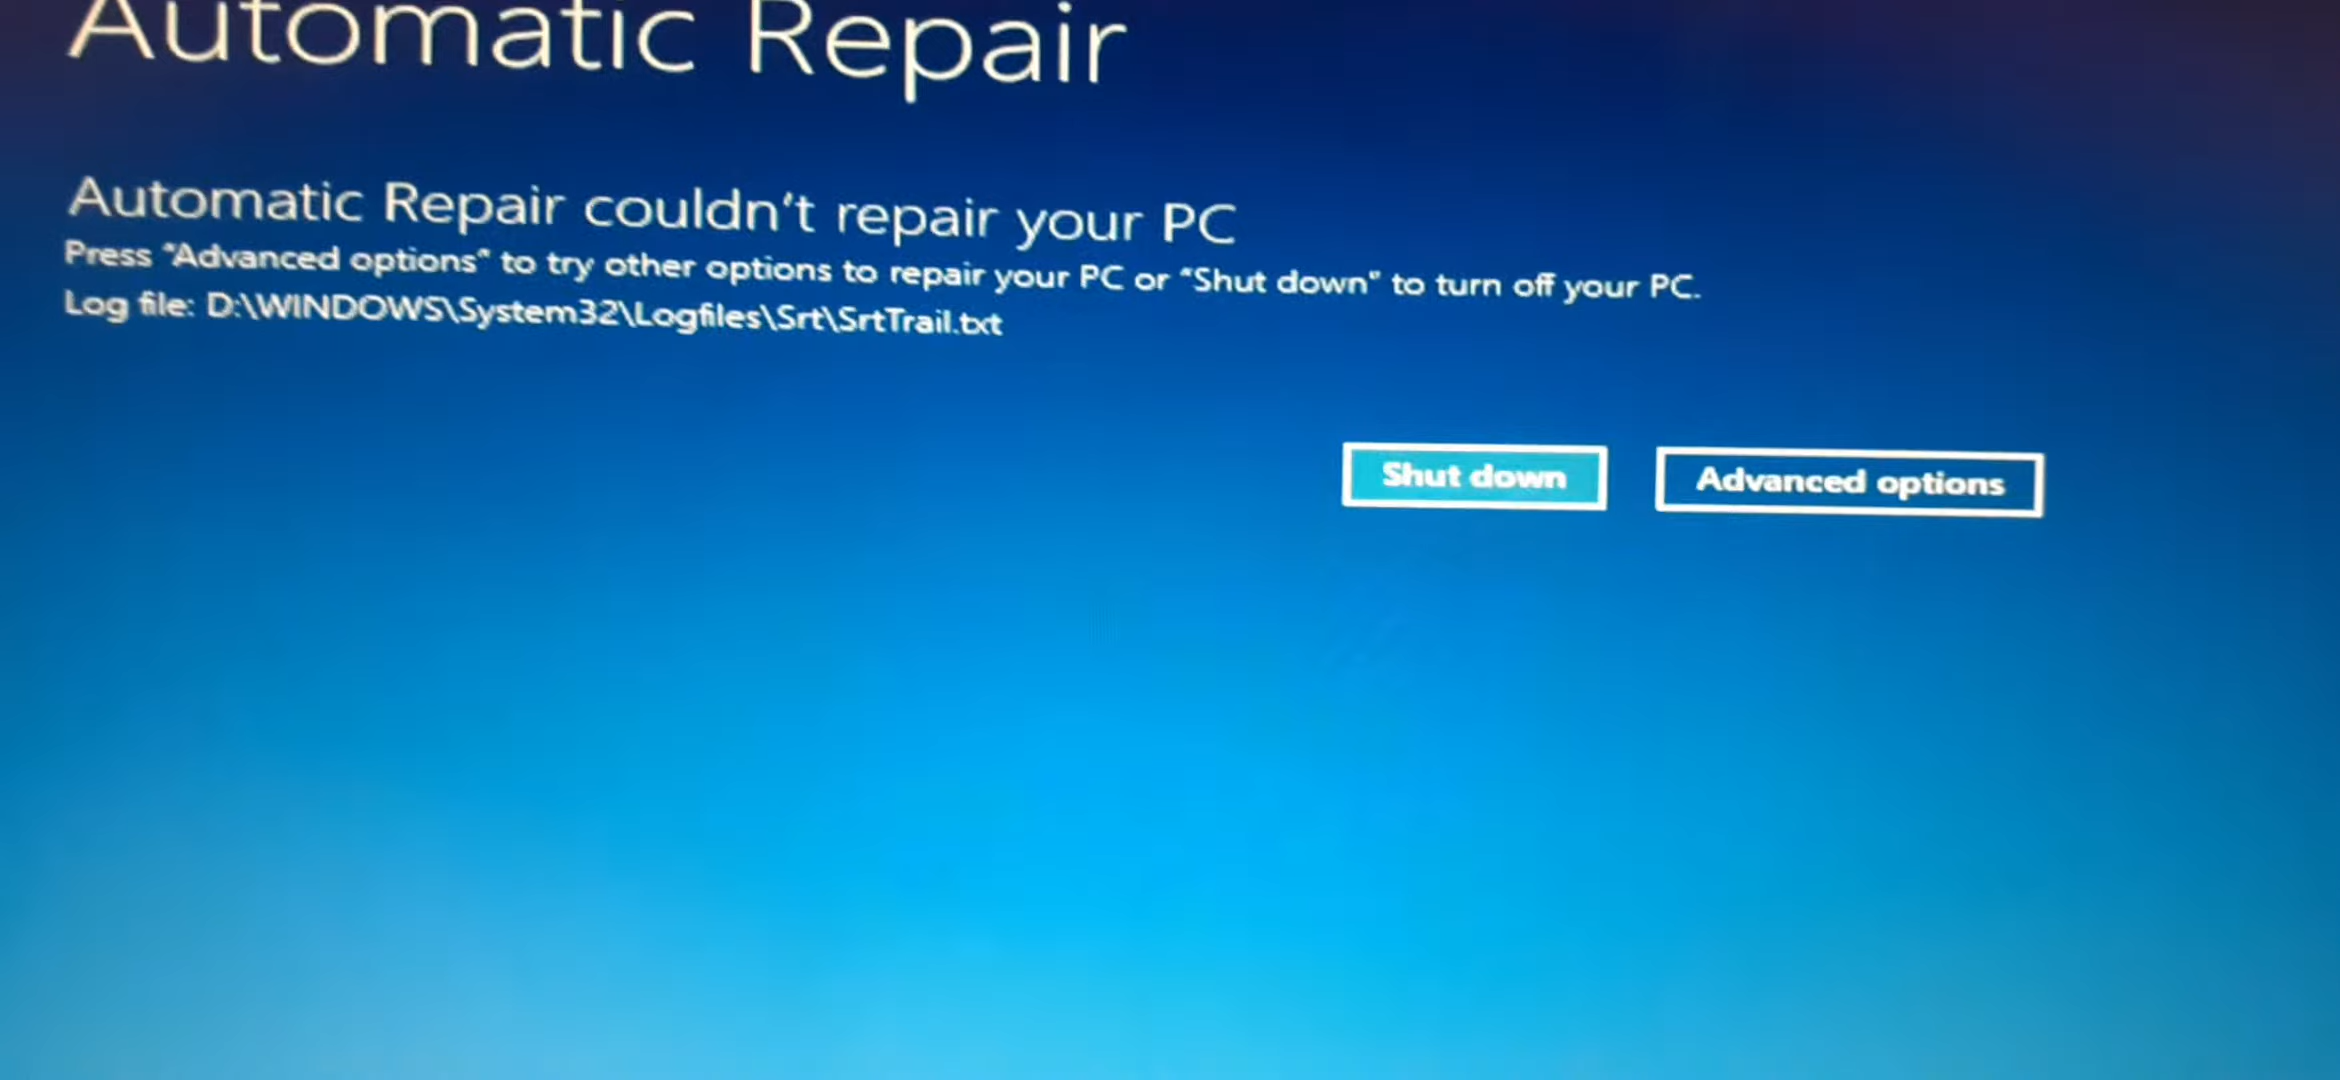 Automatic Repair
Automatic Repair couldn't repair your PC
Press "Advanced options" to try other options to repair your PC or "Shut down" to turn off your PC.
Log file: D:\WINDOWS\System32\Logfiles\Srt\SrtTrail.txt
Shut down
Advanced options